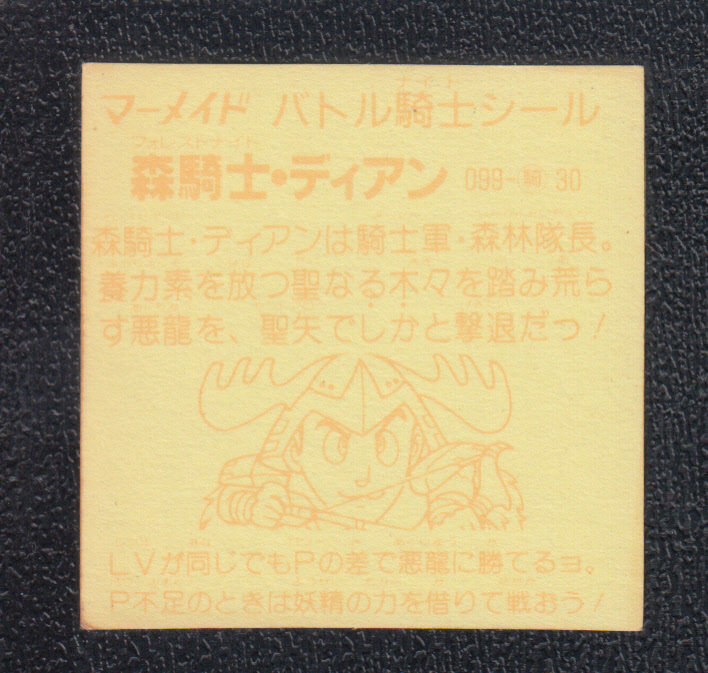 マーメイド バトル騎士シール
フォレストナイト
森騎士・ディアン 099-騎 30
森騎士・ディアンは騎士軍・森林隊長。
養力素を放つ聖なる木々を踏み荒ら
す悪龍を、聖矢でしかと撃退だっ!
LVが同じでもPの差で悪龍に勝てるヨ。
P不足のときは妖精の力を借りて戦おう!